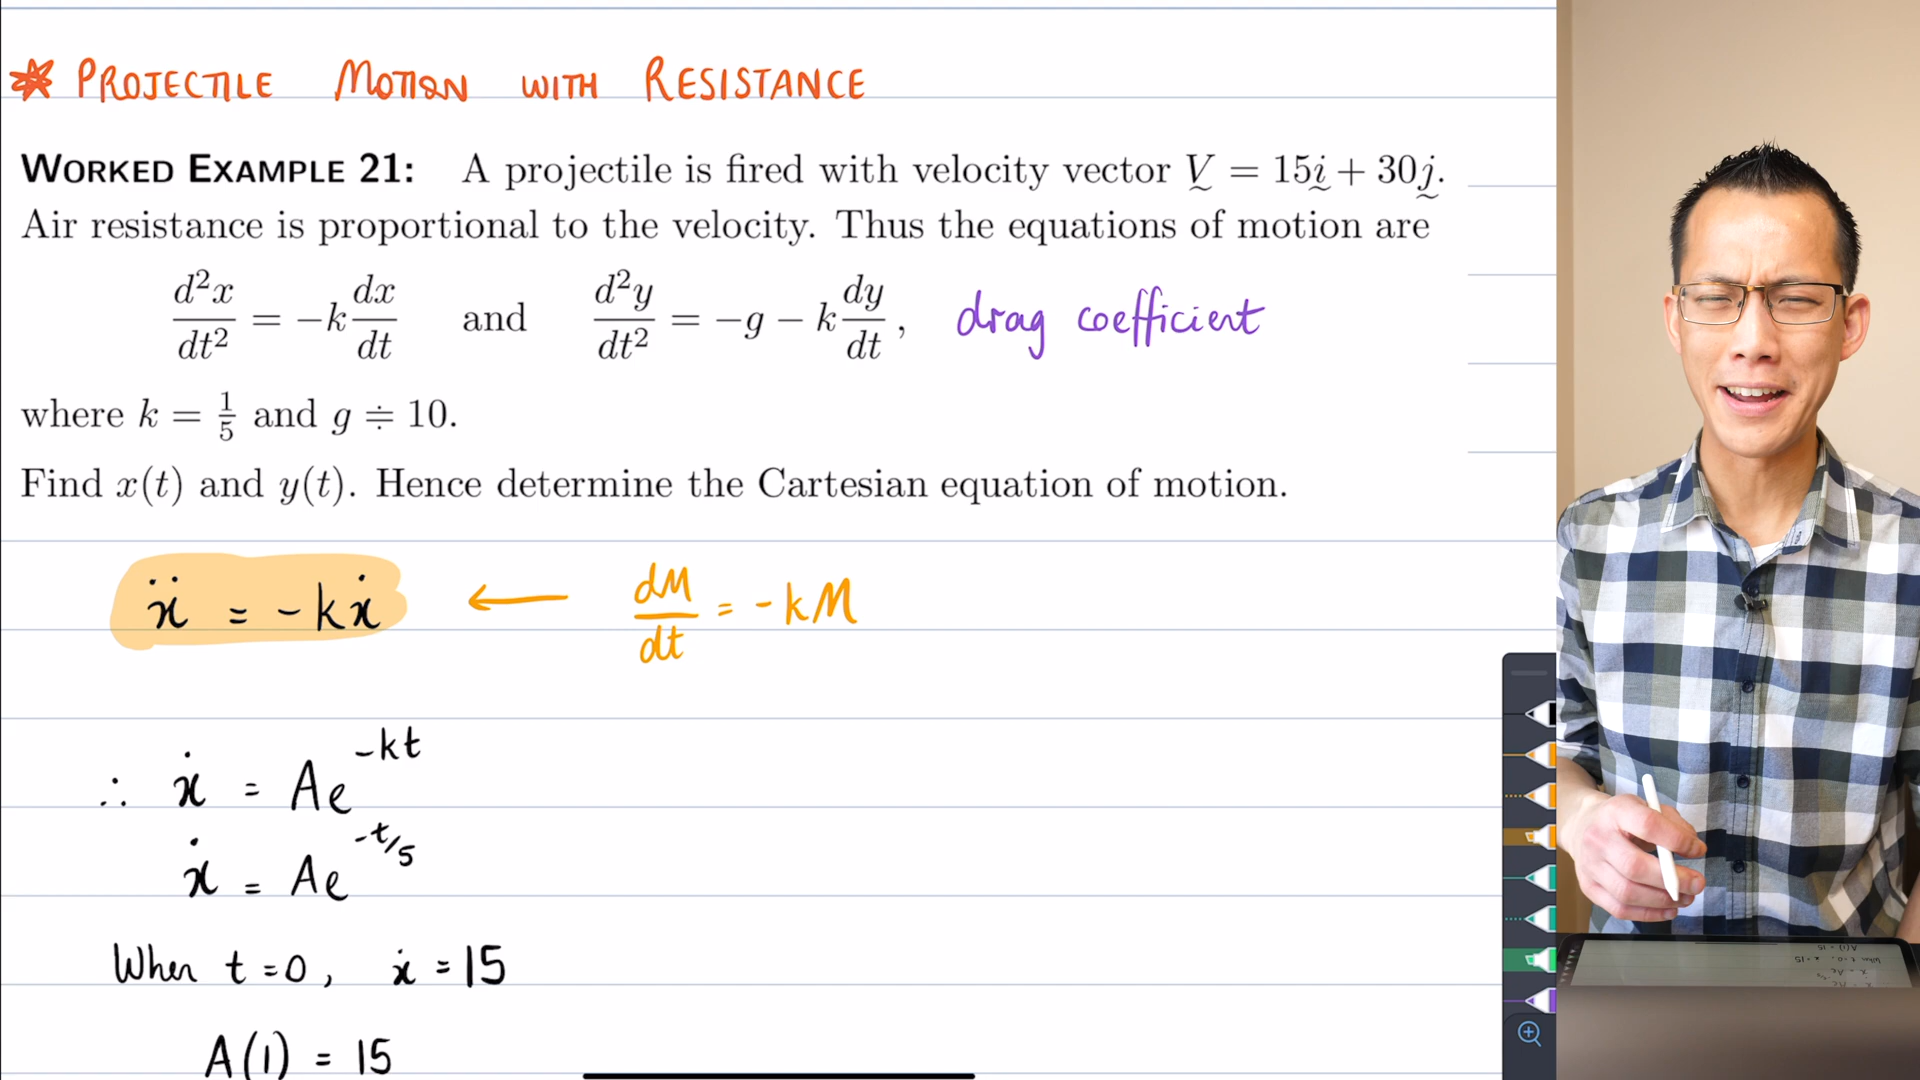 * PROJECTILE MOTION WITH RESISTANCE
WORKED EXAMPLE 21: A projectile is fired with velocity vector V̰ = 15ḭ + 30j̰.
Air resistance is proportional to the velocity. Thus the equations of motion are
d²x/dt² = −k dx/dt and d²y/dt² = −g − k dy/dt, drag coefficient
where k = 1/5 and g ≑ 10.
Find x(t) and y(t). Hence determine the Cartesian equation of motion.
ẍ = -kẋ ← dM/dt = -kM
∴ ẋ = Ae^(-kt)
ẋ = Ae^(-t/5)
When t=0, ẋ = 15
A(1) = 15